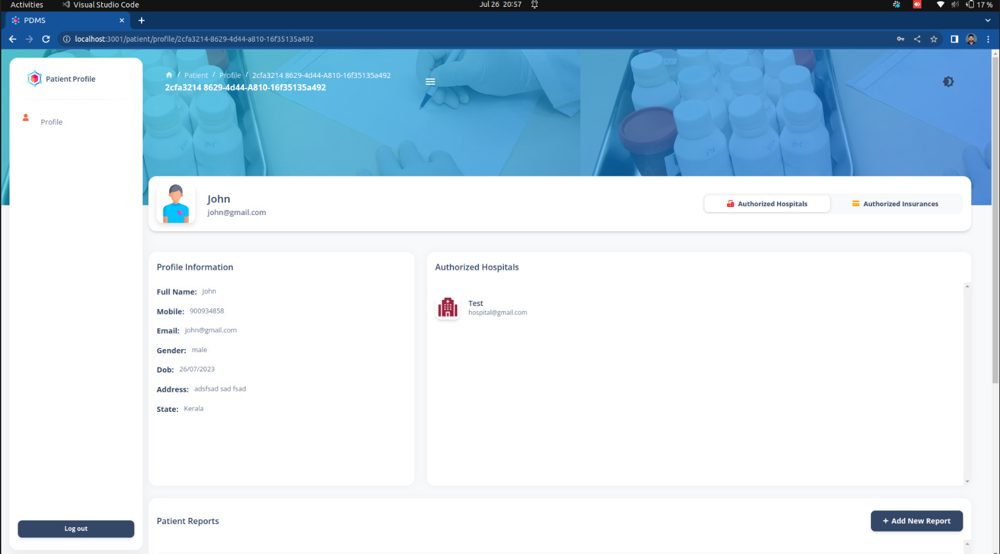 Activities Visual Studio Code Jul 26 20:57 17 %
PDMS
localhost:3001/patient/profile/2cfa3214-8629-4d44-a810-16f35135a492
Patient Profile
/ Patient / Profile / 2cfa3214 8629-4d44-A810-16f35135a492
2cfa3214 8629-4d44-A810-16f35135a492
Profile
John
john@gmail.com
Authorized Hospitals
Authorized Insurances
Profile Information
Full Name: John
Mobile: 900934858
Email: john@gmail.com
Gender: male
Dob: 26/07/2023
Address: adsfsad sad fsad
State: Kerala
Authorized Hospitals
Test
hospital@gmail.com
Patient Reports
+ Add New Report
Log out